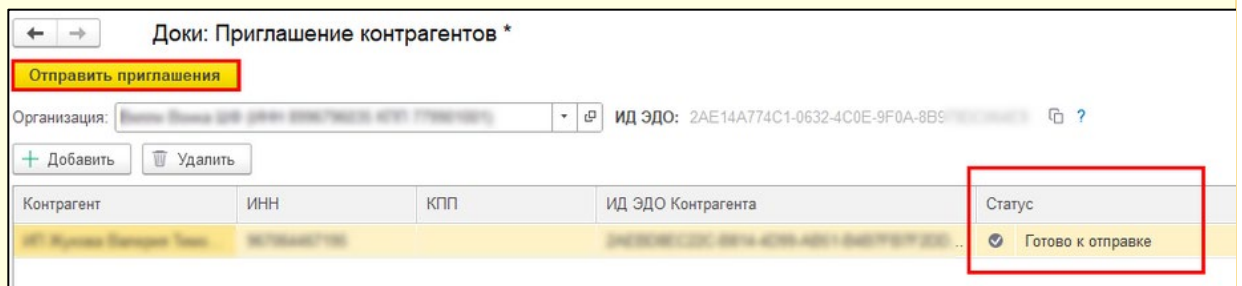 Доки: Приглашение контрагентов *
Отправить приглашения
Организация: ИД ЭДО: 2AE14A774C1-0632-4C0E-9F0A-8B9 ?
Добавить Удалить
Контрагент ИНН КПП ИД ЭДО Контрагента Статус
Готово к отправке